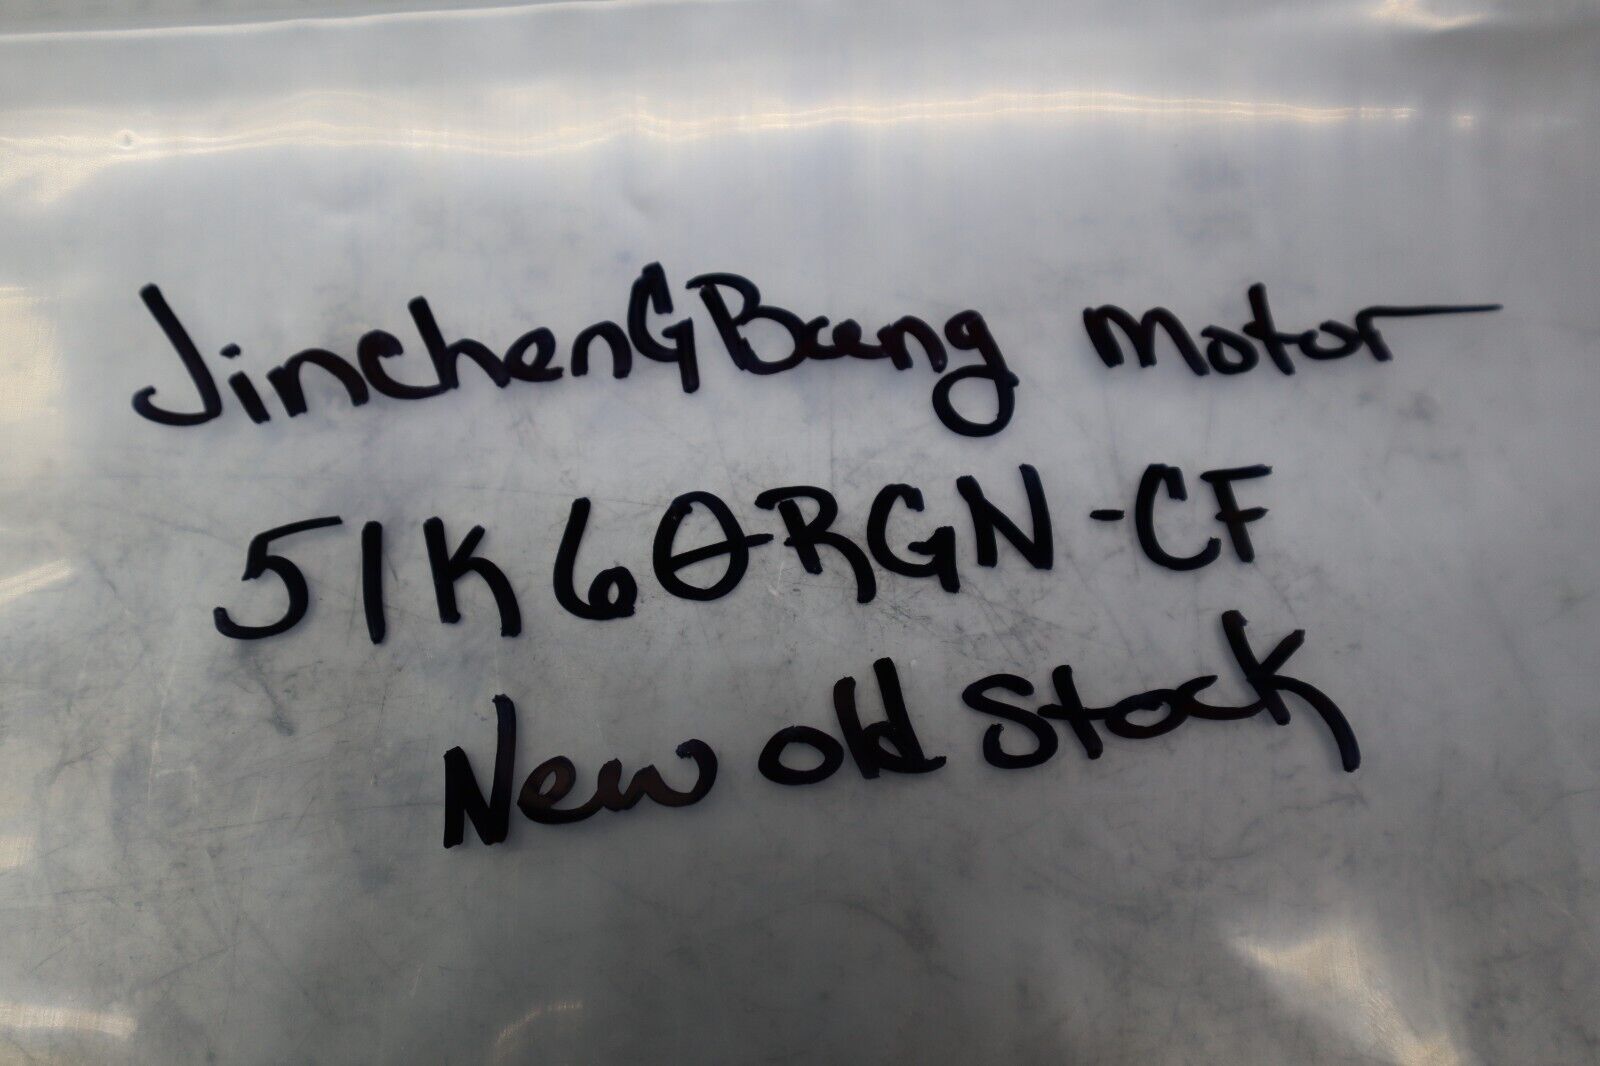 JinchenGBang motor
51K60RGN-CF
New old Stock